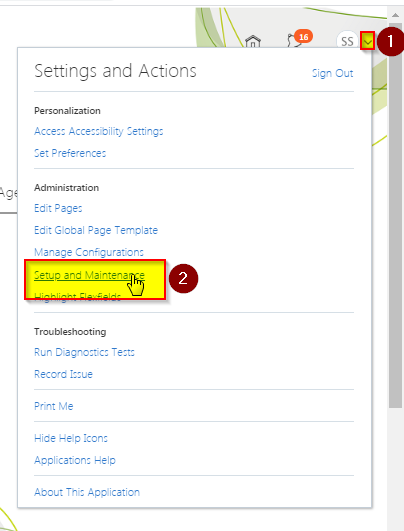 16
SS
1
Settings and Actions
Sign Out
Personalization
Access Accessibility Settings
Set Preferences
Age
Administration
Edit Pages
Edit Global Page Template
Manage Configurations
Setup and Maintenance
2
Highlight Flexfields
Troubleshooting
Run Diagnostics Tests
Record Issue
Print Me
Hide Help Icons
Applications Help
About This Application